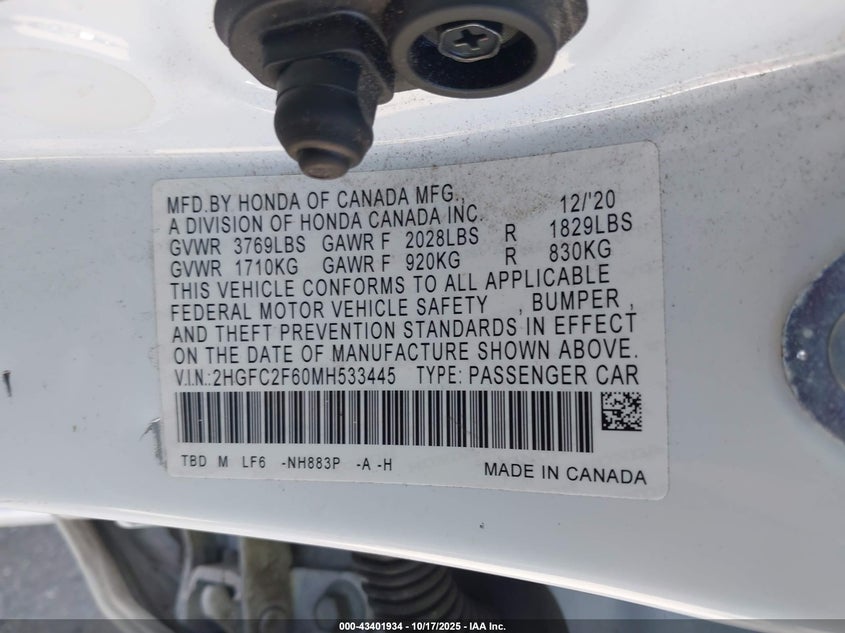 MFD.BY HONDA OF CANADA MFG., 12/'20
A DIVISION OF HONDA CANADA INC.
GVWR 3769LBS GAWR F 2028LBS R 1829LBS
GVWR 1710KG GAWR F 920KG R 830KG
THIS VEHICLE CONFORMS TO ALL APPLICABLE
FEDERAL MOTOR VEHICLE SAFETY , BUMPER ,
AND THEFT PREVENTION STANDARDS IN EFFECT
ON THE DATE OF MANUFACTURE SHOWN ABOVE.
V.I.N.:2HGFC2F60MH533445 TYPE: PASSENGER CAR
TBD M LF6 -NH883P -A -H
MADE IN CANADA
000-43401934 | 10/17/2025 - IAA Inc.